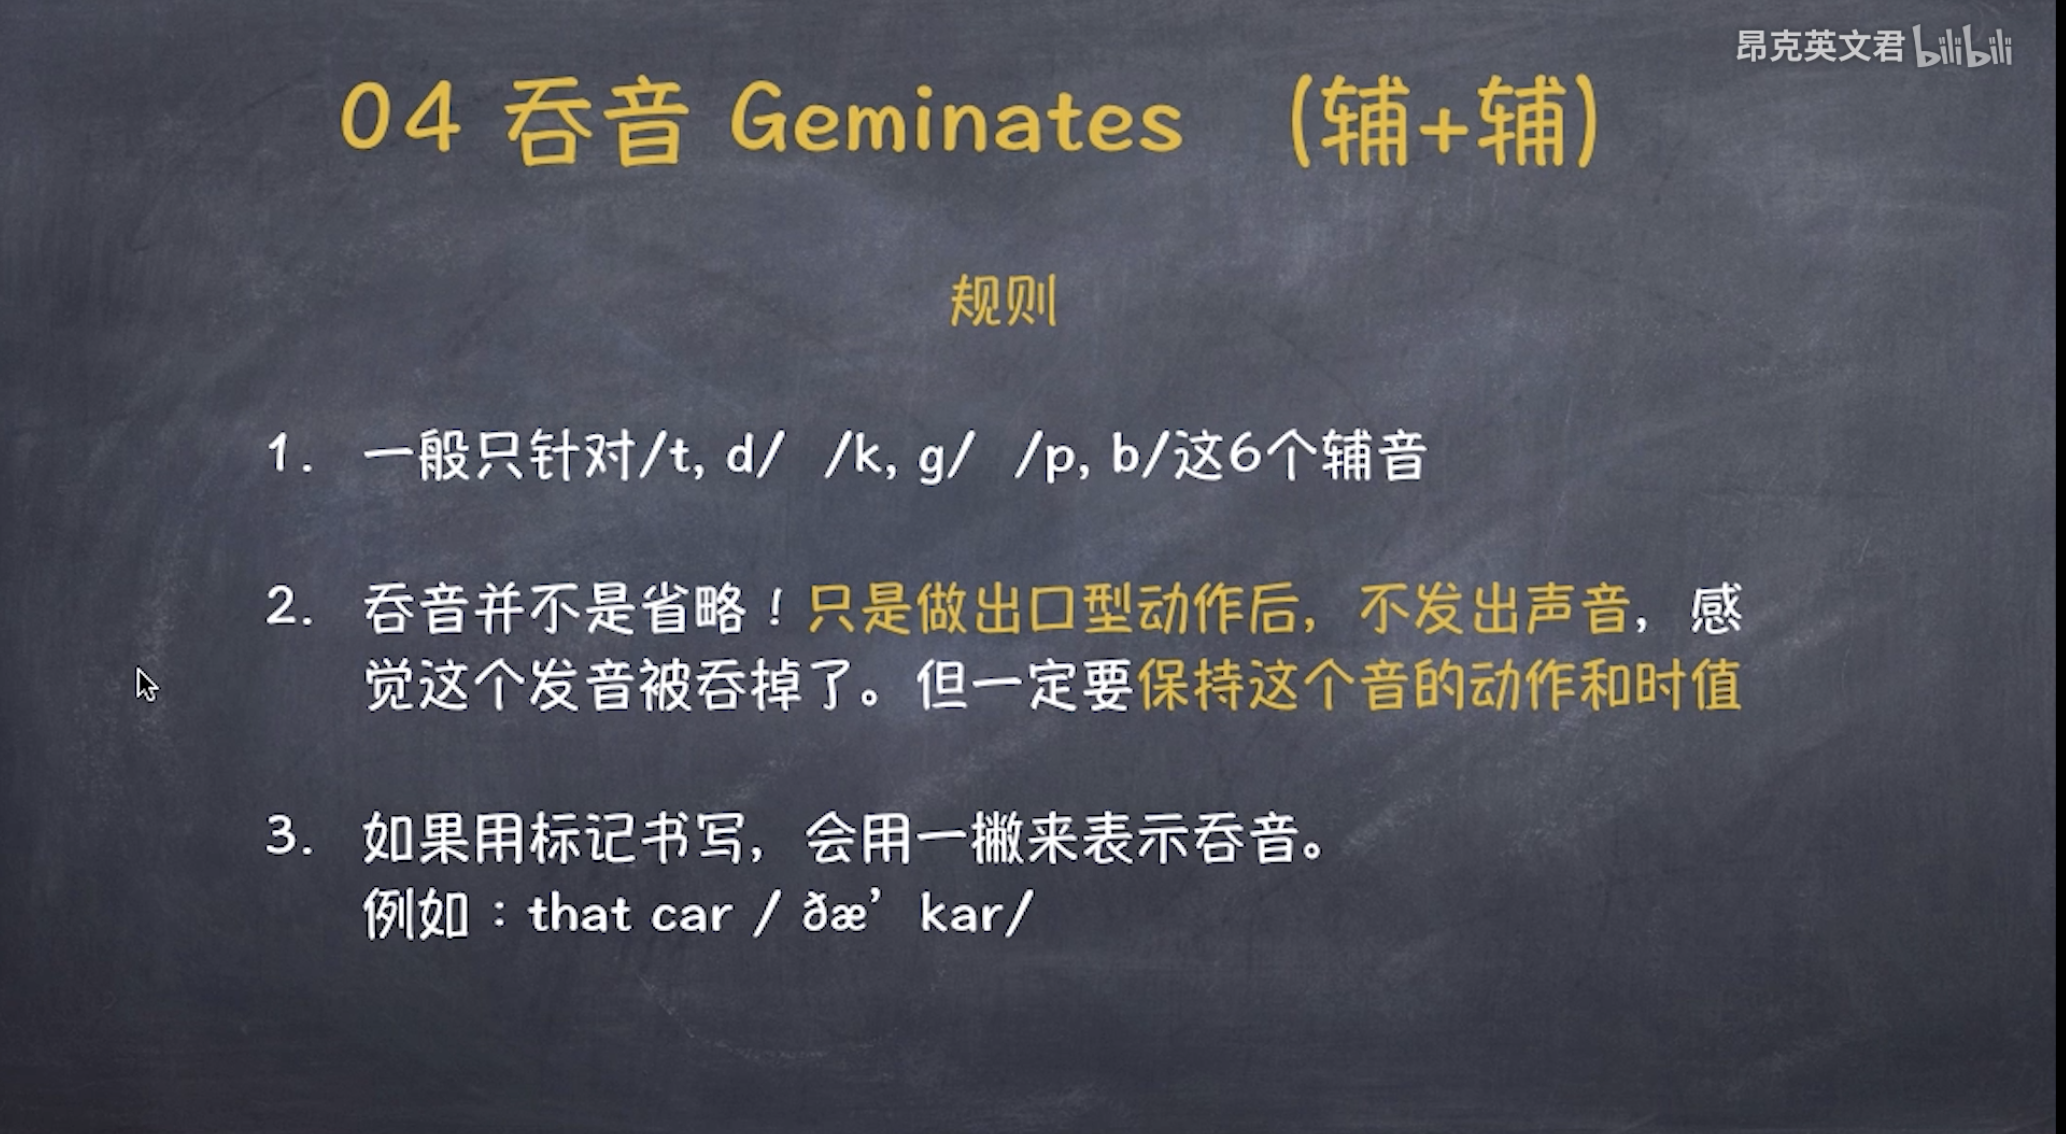 昂克英文君 bilibili
04 吞音 Geminates （辅+辅）
规则
1. 一般只针对/t, d/ /k, g/ /p, b/这6个辅音
2. 吞音并不是省略！只是做出口型动作后，不发出声音，感
觉这个发音被吞掉了。但一定要保持这个音的动作和时值
3. 如果用标记书写，会用一撇来表示吞音。
例如：that car / ðæ’ kar/